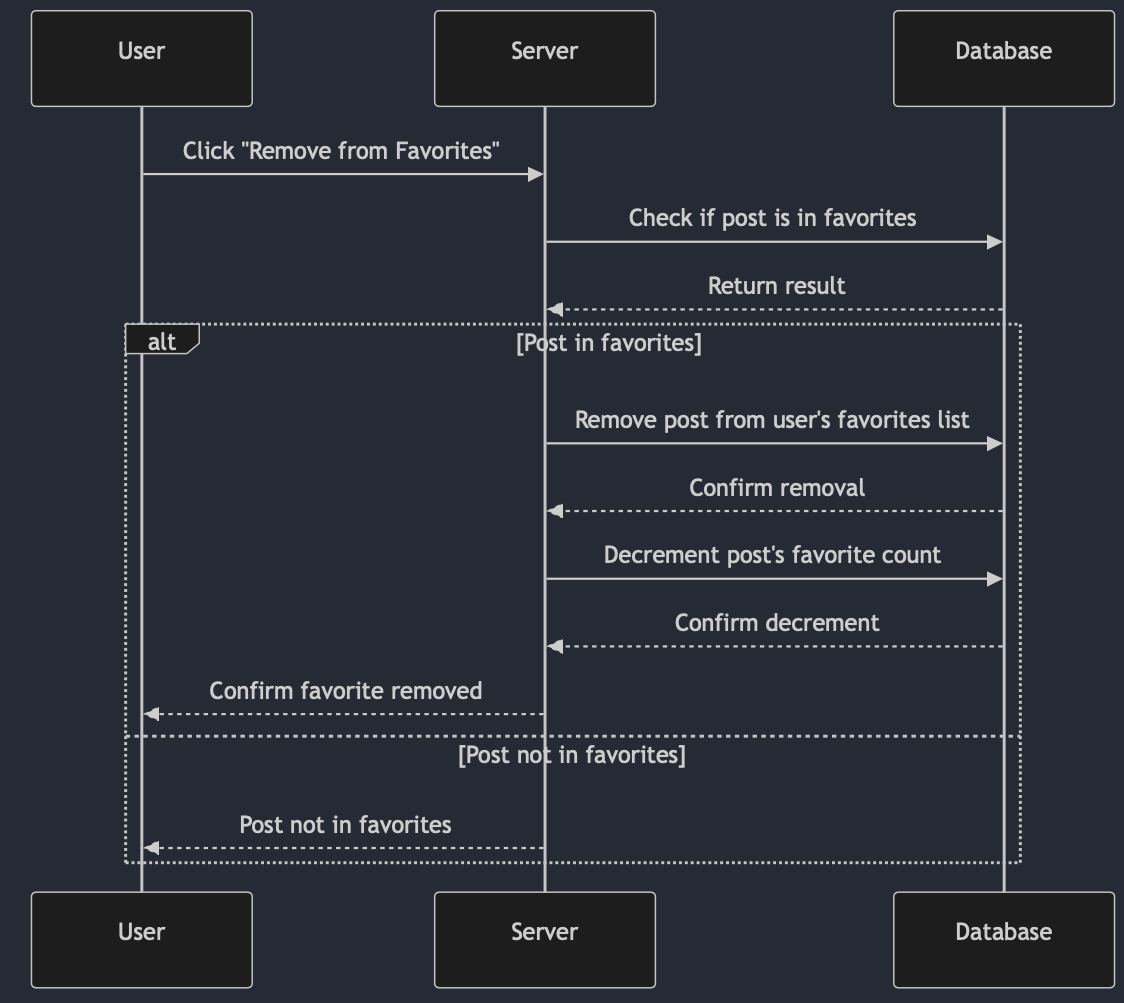 User
Server
Database
Click "Remove from Favorites"
Check if post is in favorites
Return result
alt
[Post in favorites]
Remove post from user's favorites list
Confirm removal
Decrement post's favorite count
Confirm decrement
Confirm favorite removed
[Post not in favorites]
Post not in favorites
User
Server
Database